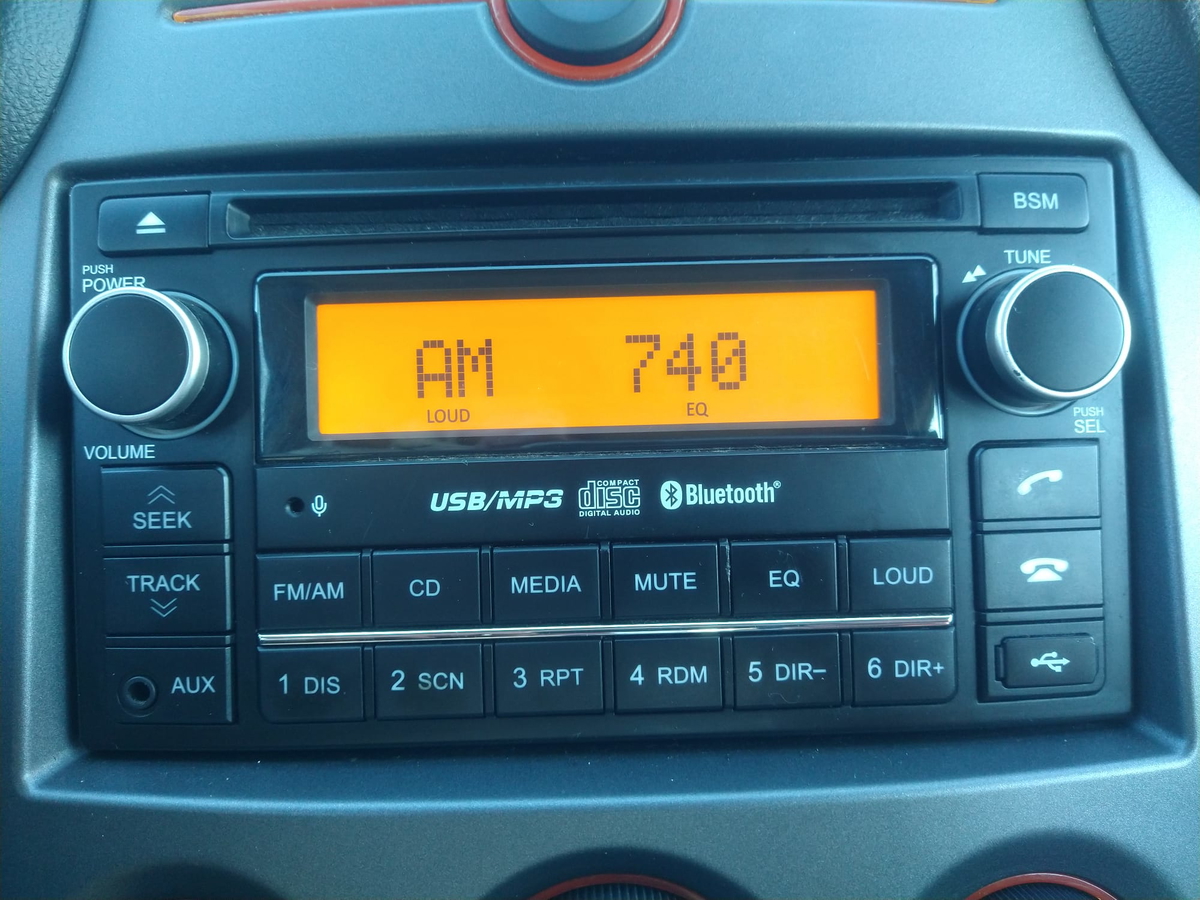 BSM
PUSH
POWER
TUNE
AM 740
LOUD EQ
PUSH
SEL
VOLUME
SEEK
USB/MP3 COMPACT disc DIGITAL AUDIO Bluetooth®
TRACK
FM/AM CD MEDIA MUTE EQ LOUD
AUX
1 DIS 2 SCN 3 RPT 4 RDM 5 DIR− 6 DIR+